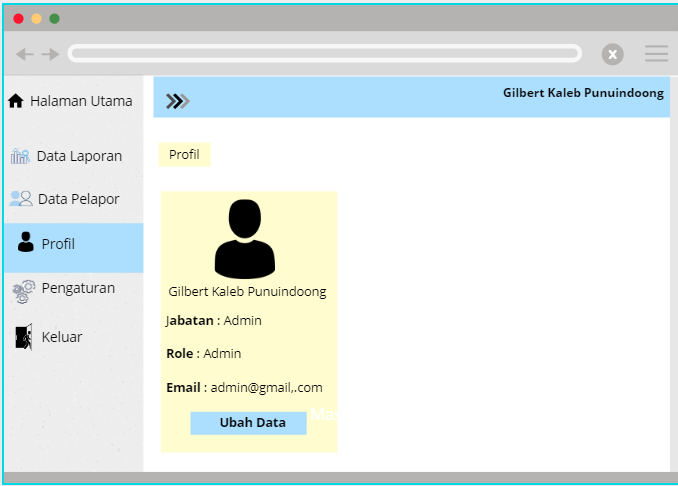 Gilbert Kaleb Punuindoong
Halaman Utama
Data Laporan
Data Pelapor
Profil
Pengaturan
Keluar
Profil
Gilbert Kaleb Punuindoong
Jabatan : Admin
Role : Admin
Email : admin@gmail,.com
Ubah Data